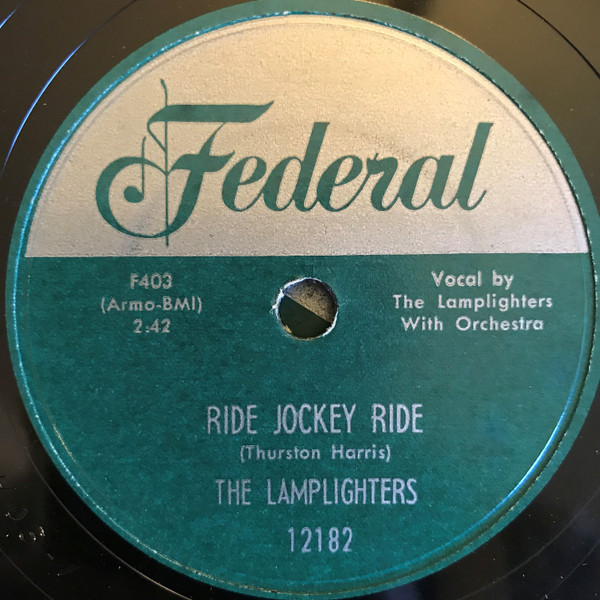 Federal
F403
(Armo-BMI)
2:42
Vocal by
The Lamplighters
With Orchestra
RIDE JOCKEY RIDE
(Thurston Harris)
THE LAMPLIGHTERS
12182